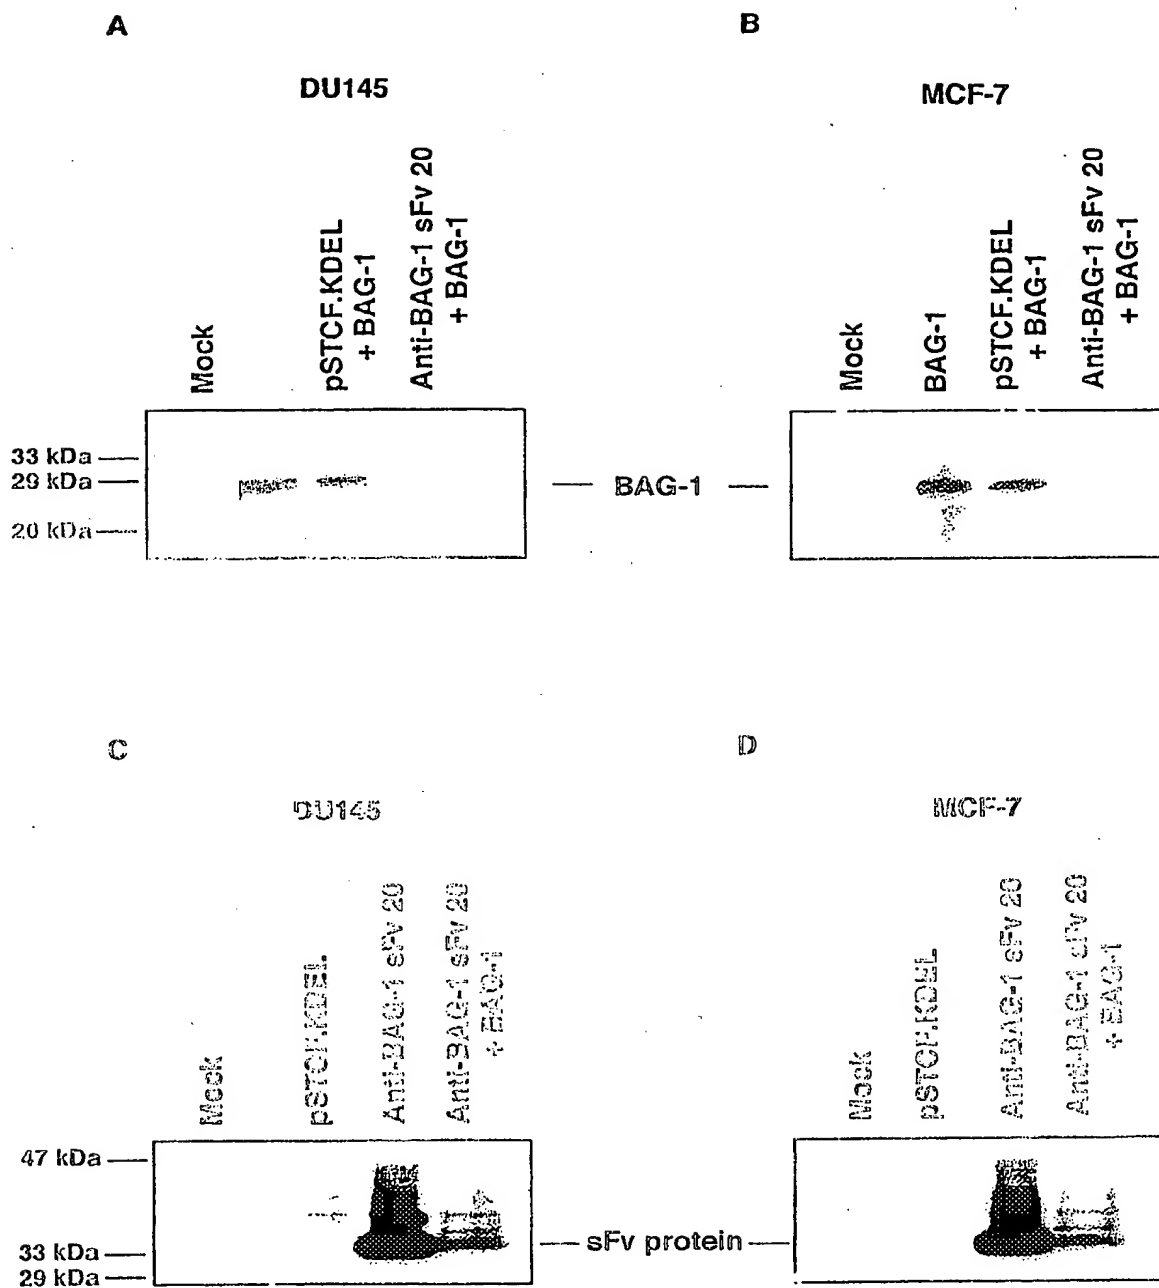 A
B
DU145
MCF-7
Mock
pSTCF.KDEL
+ BAG-1
Anti-BAG-1 sFv 20
+ BAG-1
Mock
BAG-1
pSTCF.KDEL
+ BAG-1
Anti-BAG-1 sFv 20
+ BAG-1
33 kDa
29 kDa
20 kDa
BAG-1
C
D
DU145
MCF-7
Mock
pSTCF.KDEL
Anti-BAG-1 sFv 20
Anti-BAG-1 sFv 20
+ BAG-1
Mock
pSTCF.KDEL
Anti-BAG-1 sFv 20
Anti-BAG-1 sFv 20
+ BAG-1
47 kDa
33 kDa
29 kDa
sFv protein